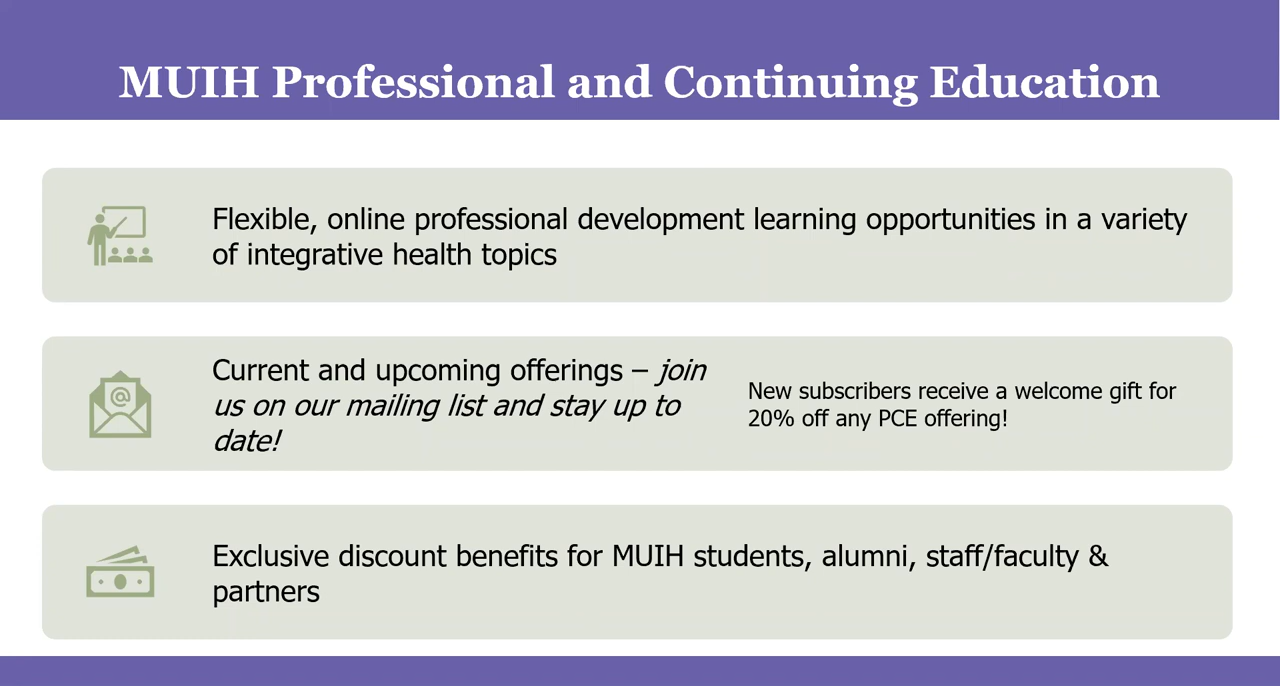 MUIH Professional and Continuing Education
Flexible, online professional development learning opportunities in a variety
of integrative health topics
Current and upcoming offerings – join
us on our mailing list and stay up to
date!
New subscribers receive a welcome gift for
20% off any PCE offering!
Exclusive discount benefits for MUIH students, alumni, staff/faculty &
partners